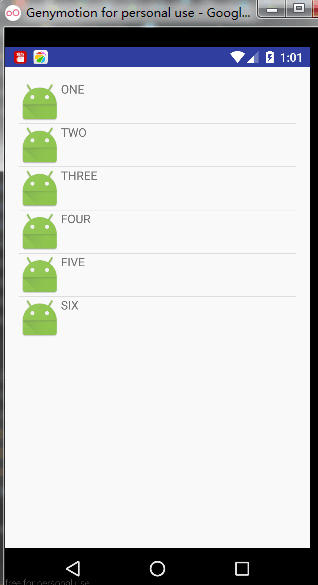 Genymotion for personal use - Googl...
1:01
ONE
TWO
THREE
FOUR
FIVE
SIX
free for personal use